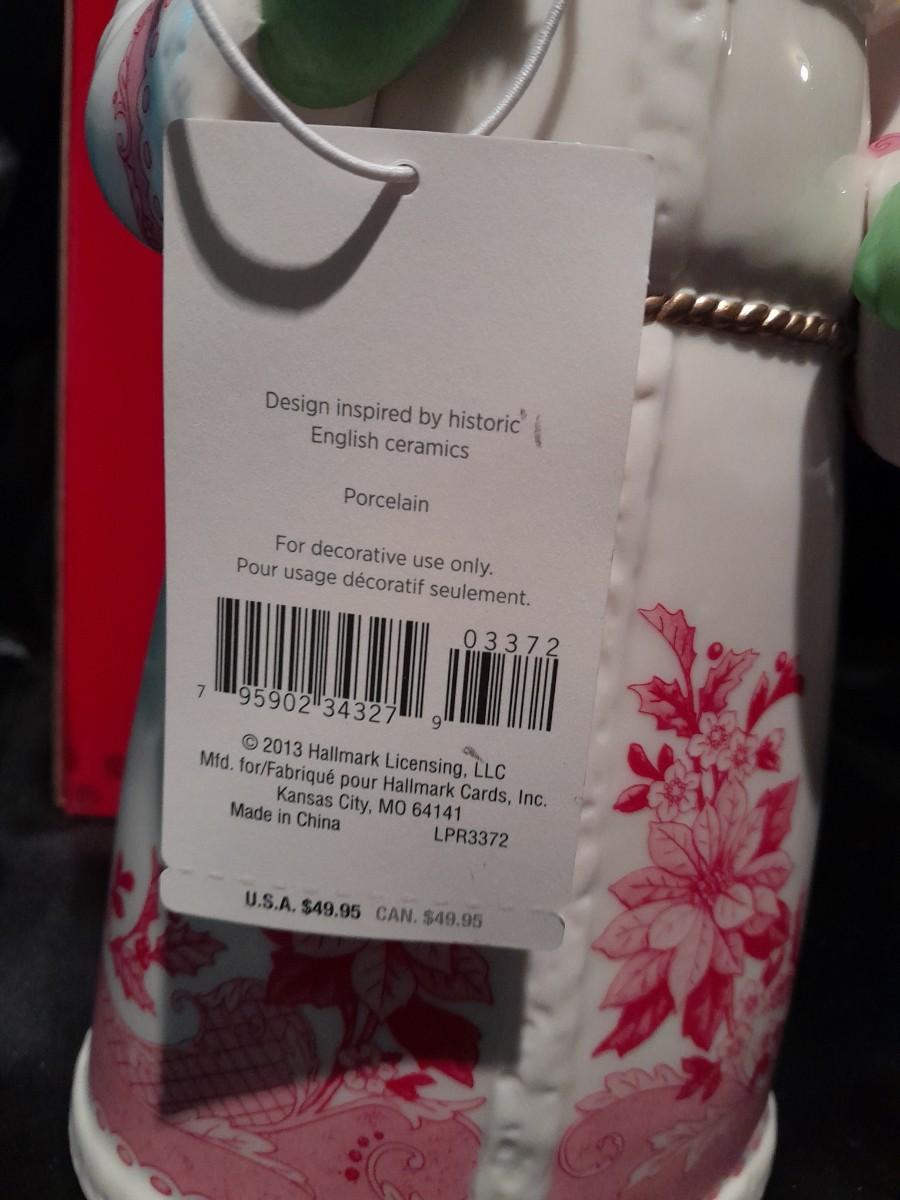 Design inspired by historic
English ceramics
Porcelain
For decorative use only.
Pour usage décoratif seulement.
03372
7 95902 34327 9
© 2013 Hallmark Licensing, LLC
Mfd. for/Fabriqué pour Hallmark Cards, Inc.
Kansas City, MO 64141
Made in China LPR3372
U.S.A. $49.95 CAN. $49.95